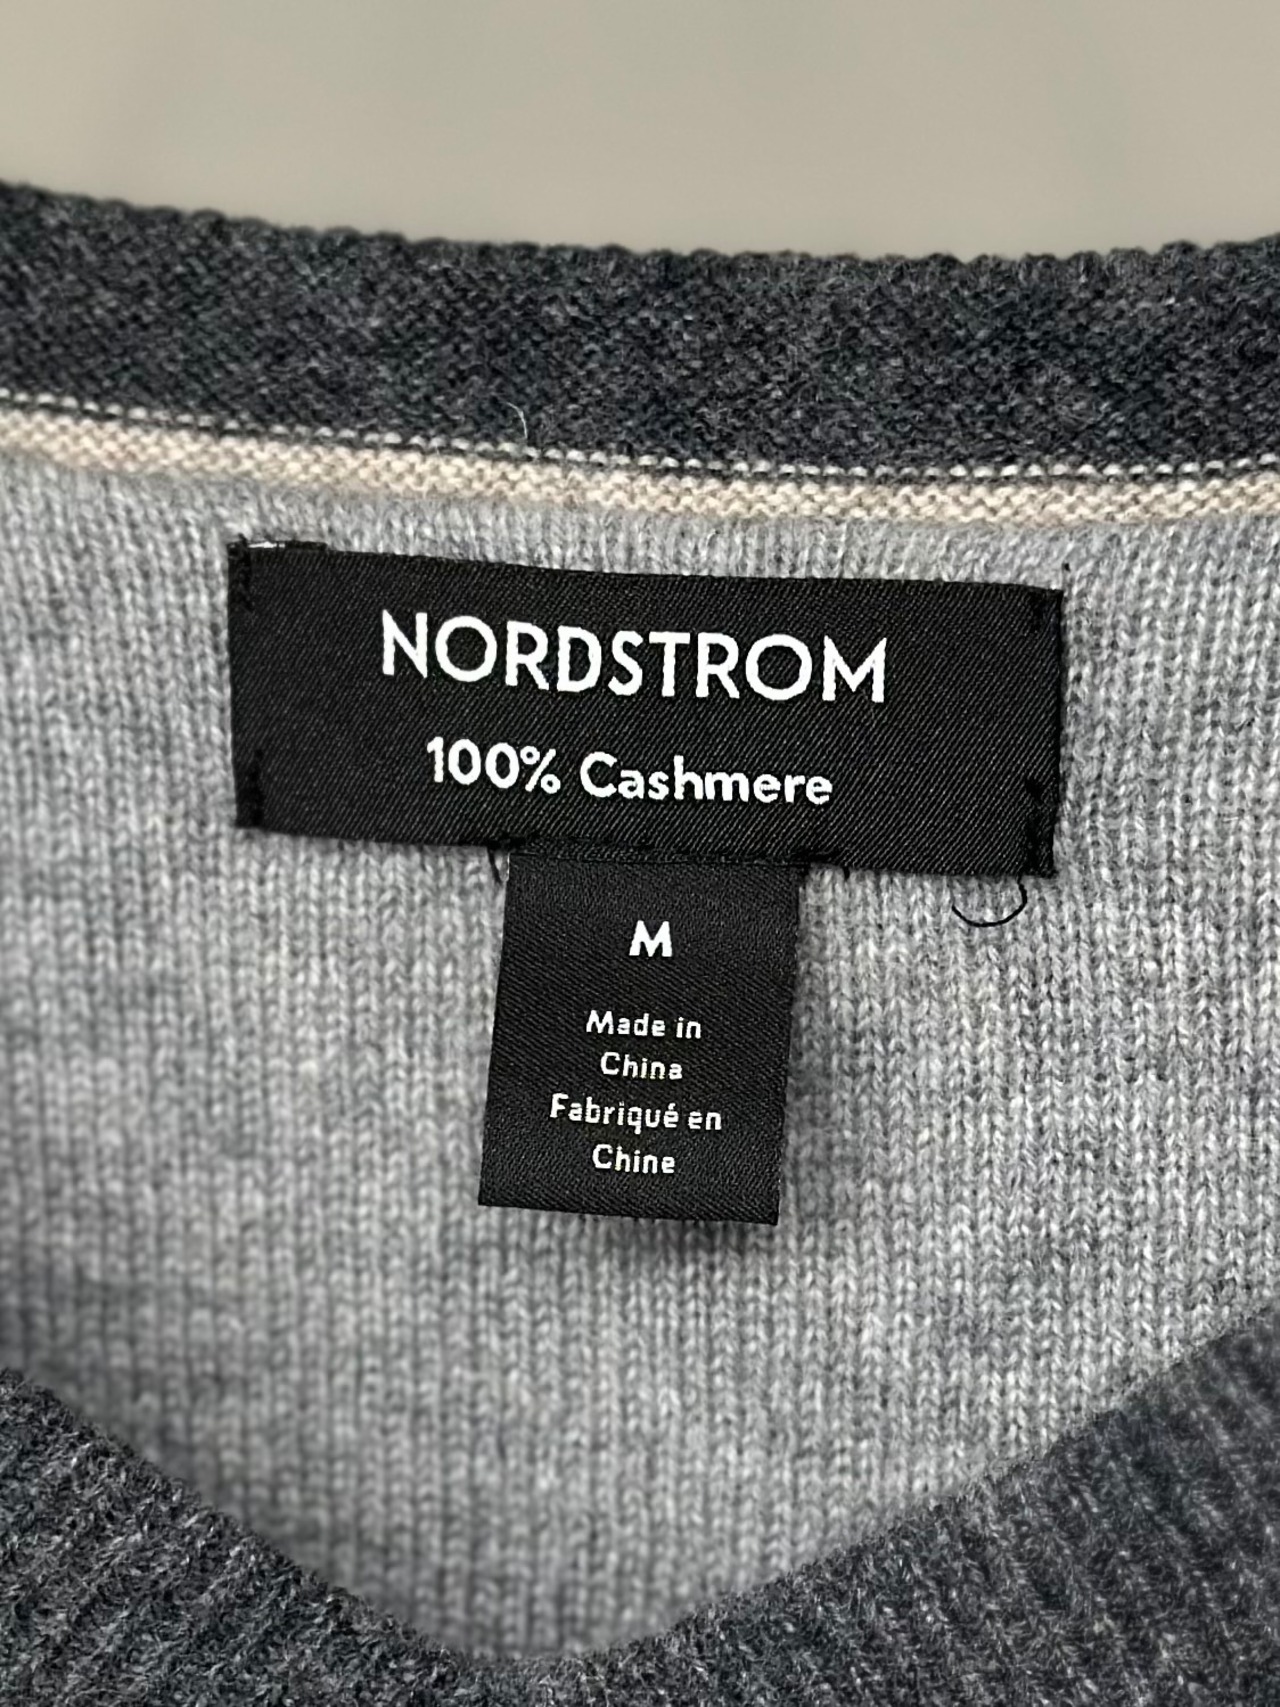 NORDSTROM
100% Cashmere
M
Made in
China
Fabriqué en
Chine